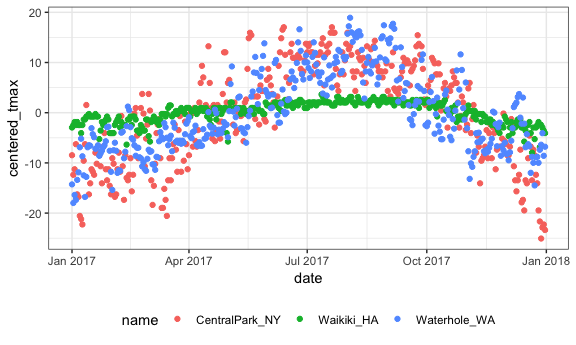 20
10
0
-10
-20
centered_tmax
Jan 2017 Apr 2017 Jul 2017 Oct 2017 Jan 2018
date
name CentralPark_NY Waikiki_HA Waterhole_WA